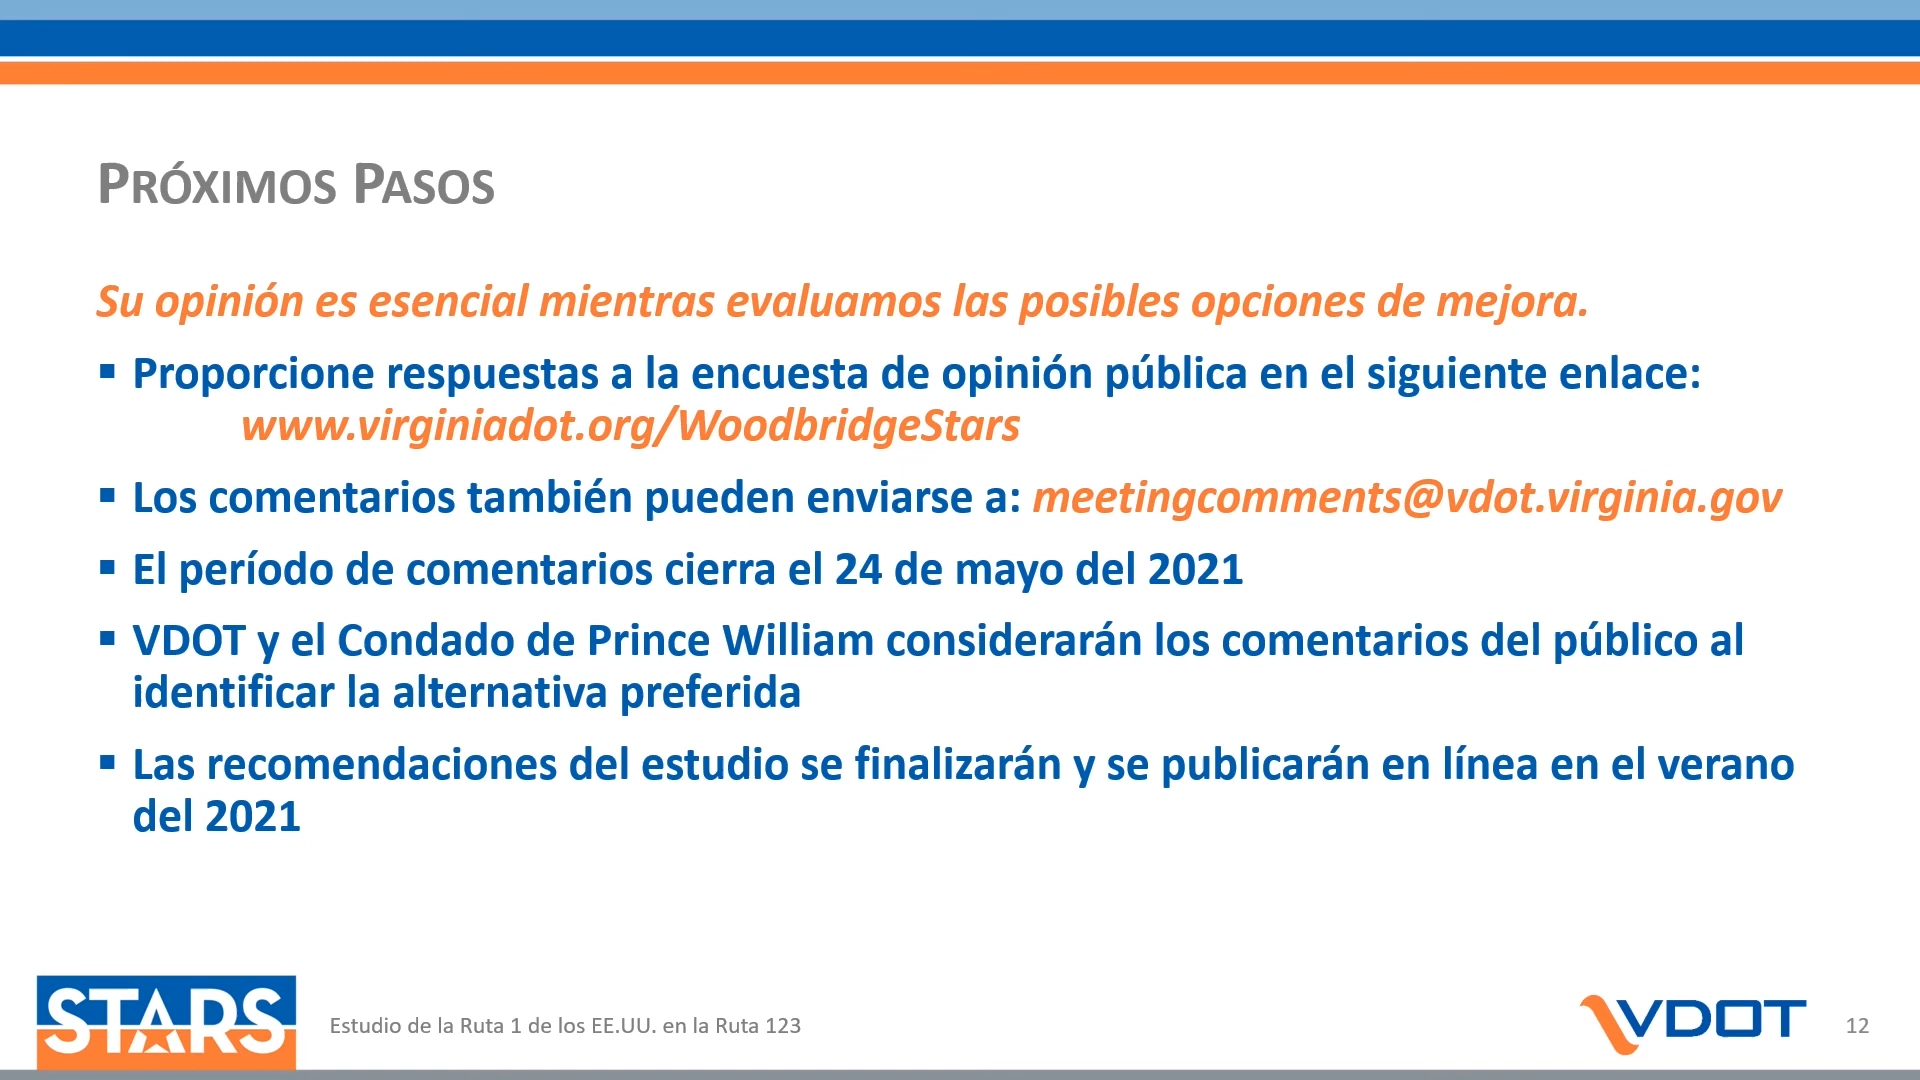 PRÓXIMOS PASOS
Su opinión es esencial mientras evaluamos las posibles opciones de mejora.
▪ Proporcione respuestas a la encuesta de opinión pública en el siguiente enlace:
www.virginiadot.org/WoodbridgeStars
▪ Los comentarios también pueden enviarse a: meetingcomments@vdot.virginia.gov
▪ El período de comentarios cierra el 24 de mayo del 2021
▪ VDOT y el Condado de Prince William considerarán los comentarios del público al
identificar la alternativa preferida
▪ Las recomendaciones del estudio se finalizarán y se publicarán en línea en el verano
del 2021
STARS
Estudio de la Ruta 1 de los EE.UU. en la Ruta 123
VDOT
12